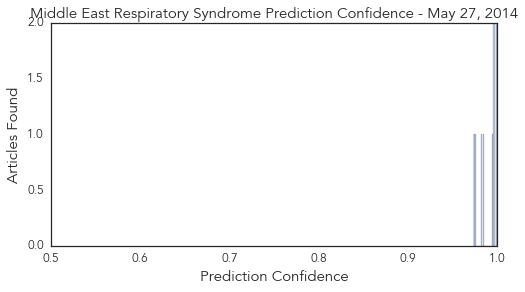 Middle East Respiratory Syndrome Prediction Confidence - May 27, 2014
2.0
1.5
1.0
0.5
0.0
Articles Found
0.5 0.6 0.7 0.8 0.9 1.0
Prediction Confidence